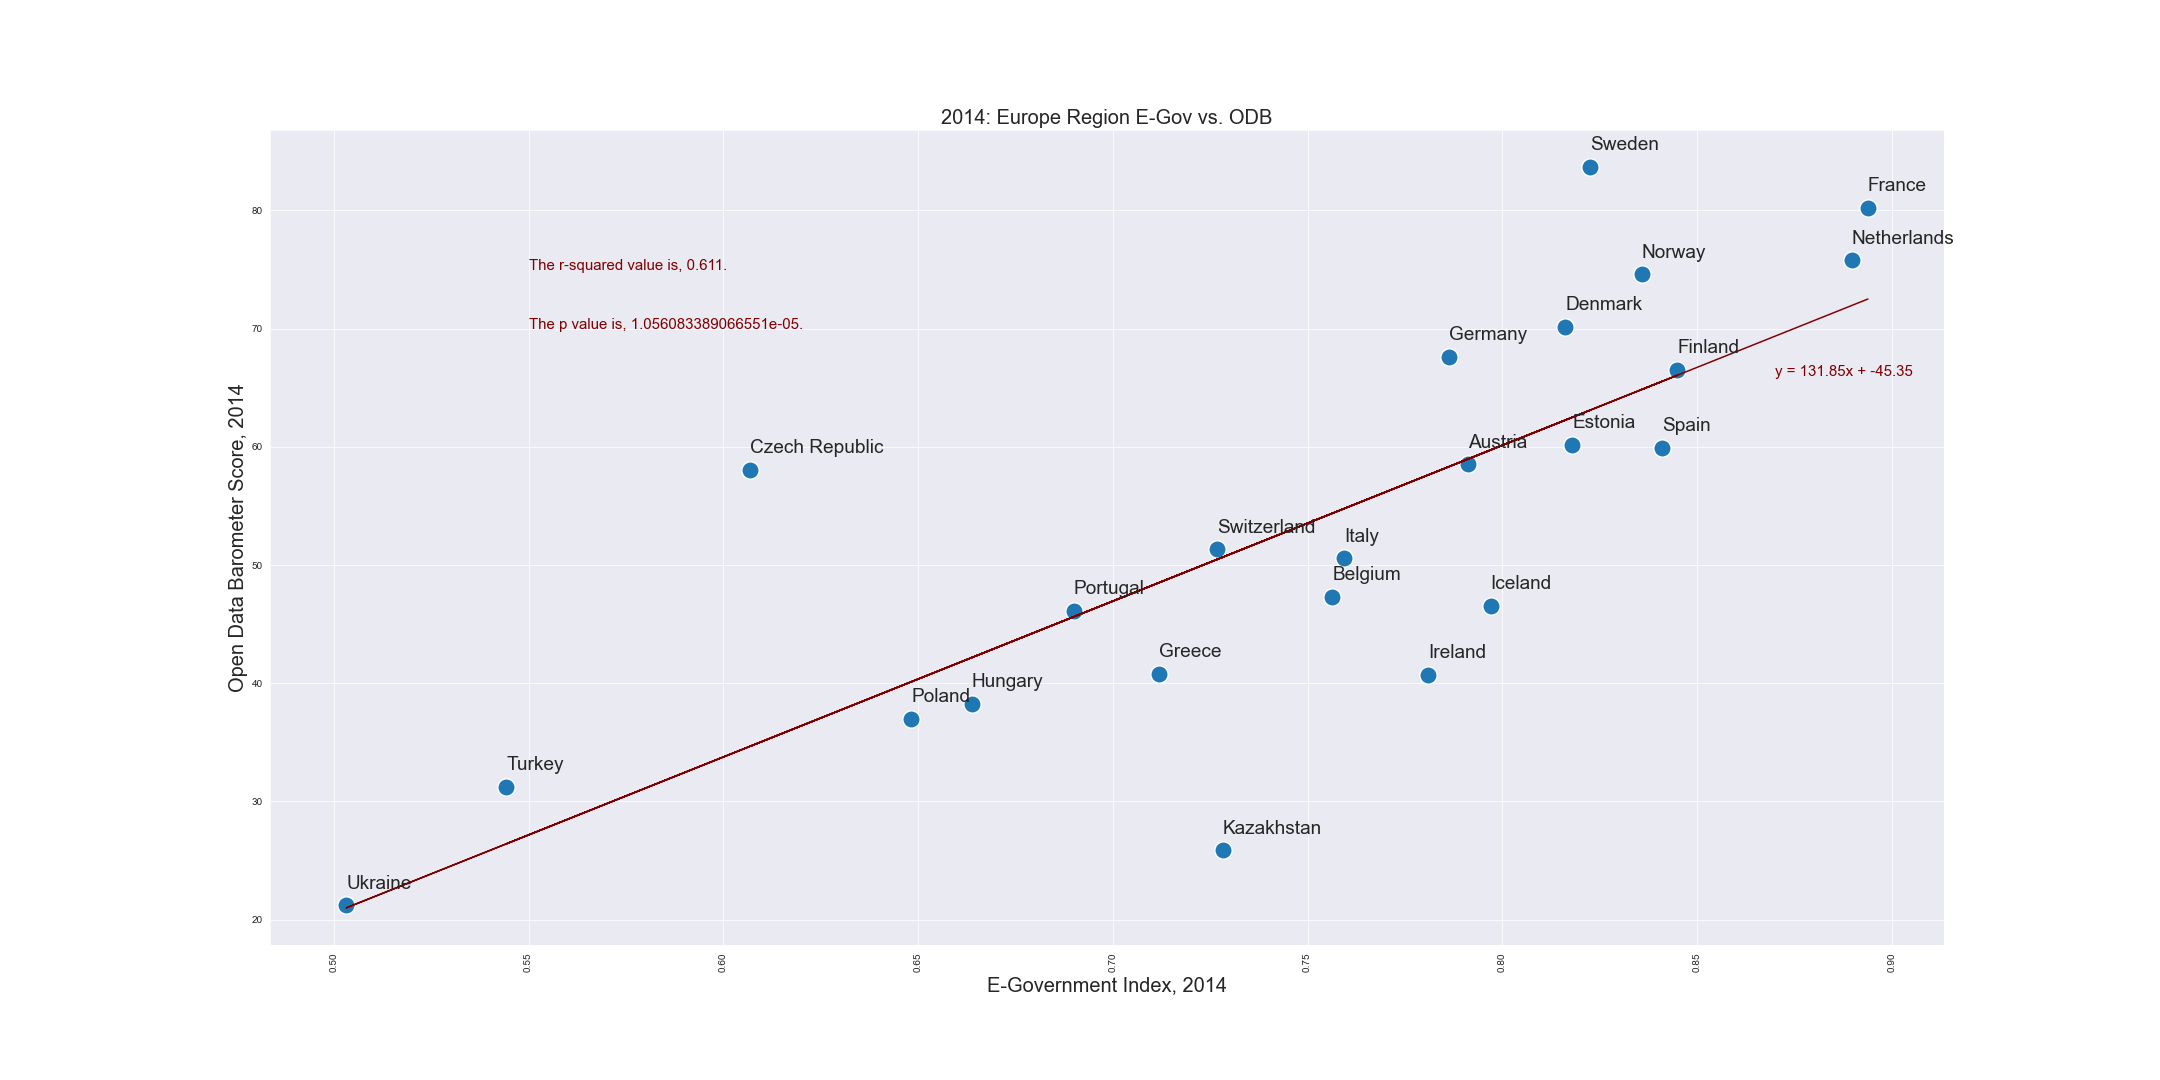 2014: Europe Region E-Gov vs. ODB
Sweden
France
Netherlands
Norway
The r-squared value is, 0.611.
Denmark
The p value is, 1.056083389066551e-05.
Germany
Finland
y = 131.85x + -45.35
Estonia
Spain
Austria
Czech Republic
Switzerland
Italy
Belgium
Iceland
Portugal
Greece
Ireland
Hungary
Poland
Turkey
Kazakhstan
Ukraine
Open Data Barometer Score, 2014
80
70
60
50
40
30
20
0.50
0.55
0.60
0.65
0.70
0.75
0.80
0.85
0.90
E-Government Index, 2014